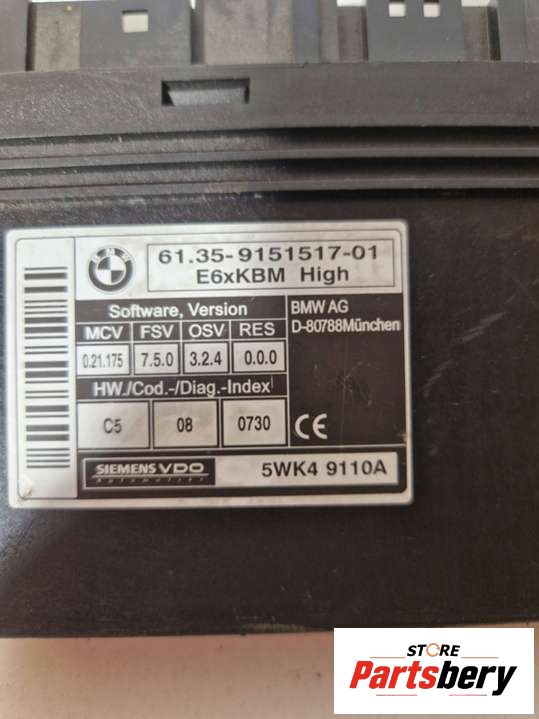 BMW
61.35-9151517-01
E6xKBM High
Software, Version
MCV FSV OSV RES
0.21.175 7.5.0 3.2.4 0.0.0
HW./Cod.-/Diag.-Index
C5 08 0730
BMW AG
D-80788München
CE
SIEMENS VDO
Automotive
5WK4 9110A
STORE
Partsbery